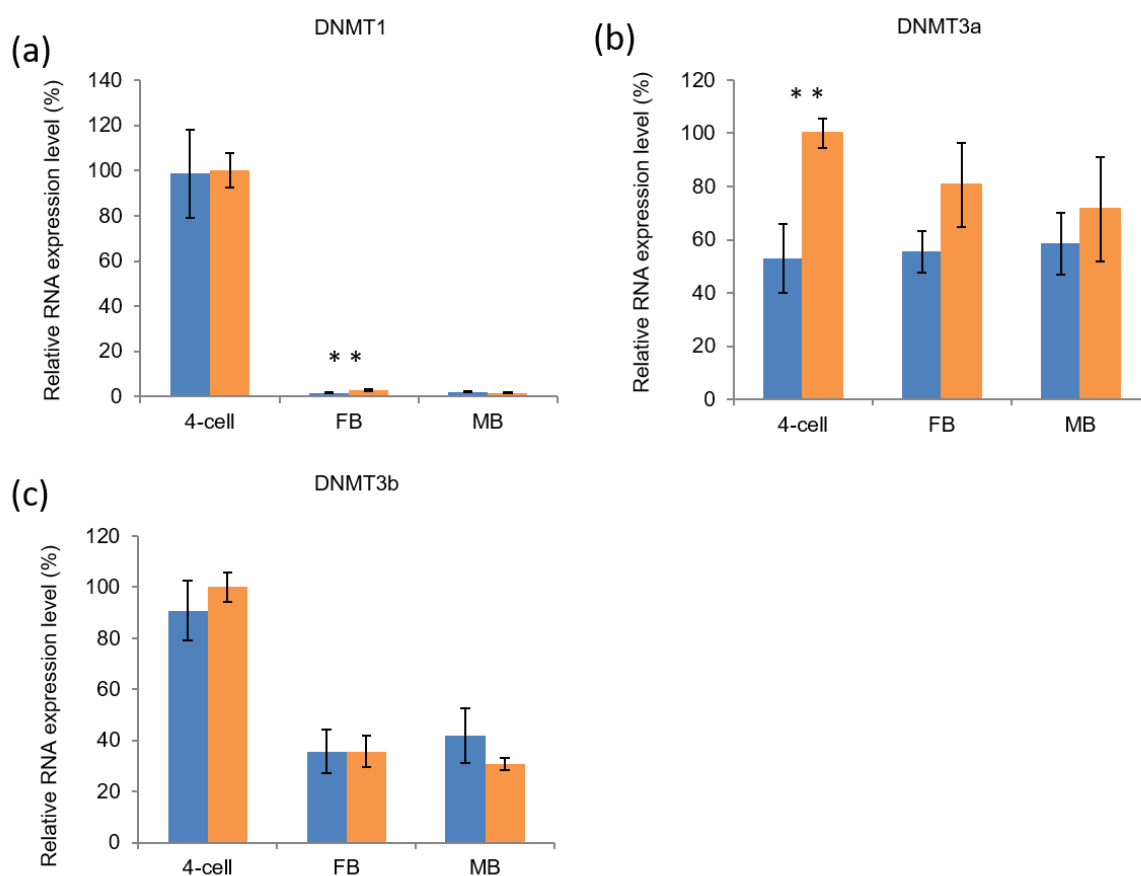 (a)
DNMT1
Relative RNA expression level (%)
140
120
100
80
60
40
20
0
* *
4-cell FB MB
(b)
DNMT3a
Relative RNA expression level (%)
120
100
80
60
40
20
0
* *
4-cell FB MB
(c)
DNMT3b
Relative RNA expression level (%)
120
100
80
60
40
20
0
4-cell FB MB